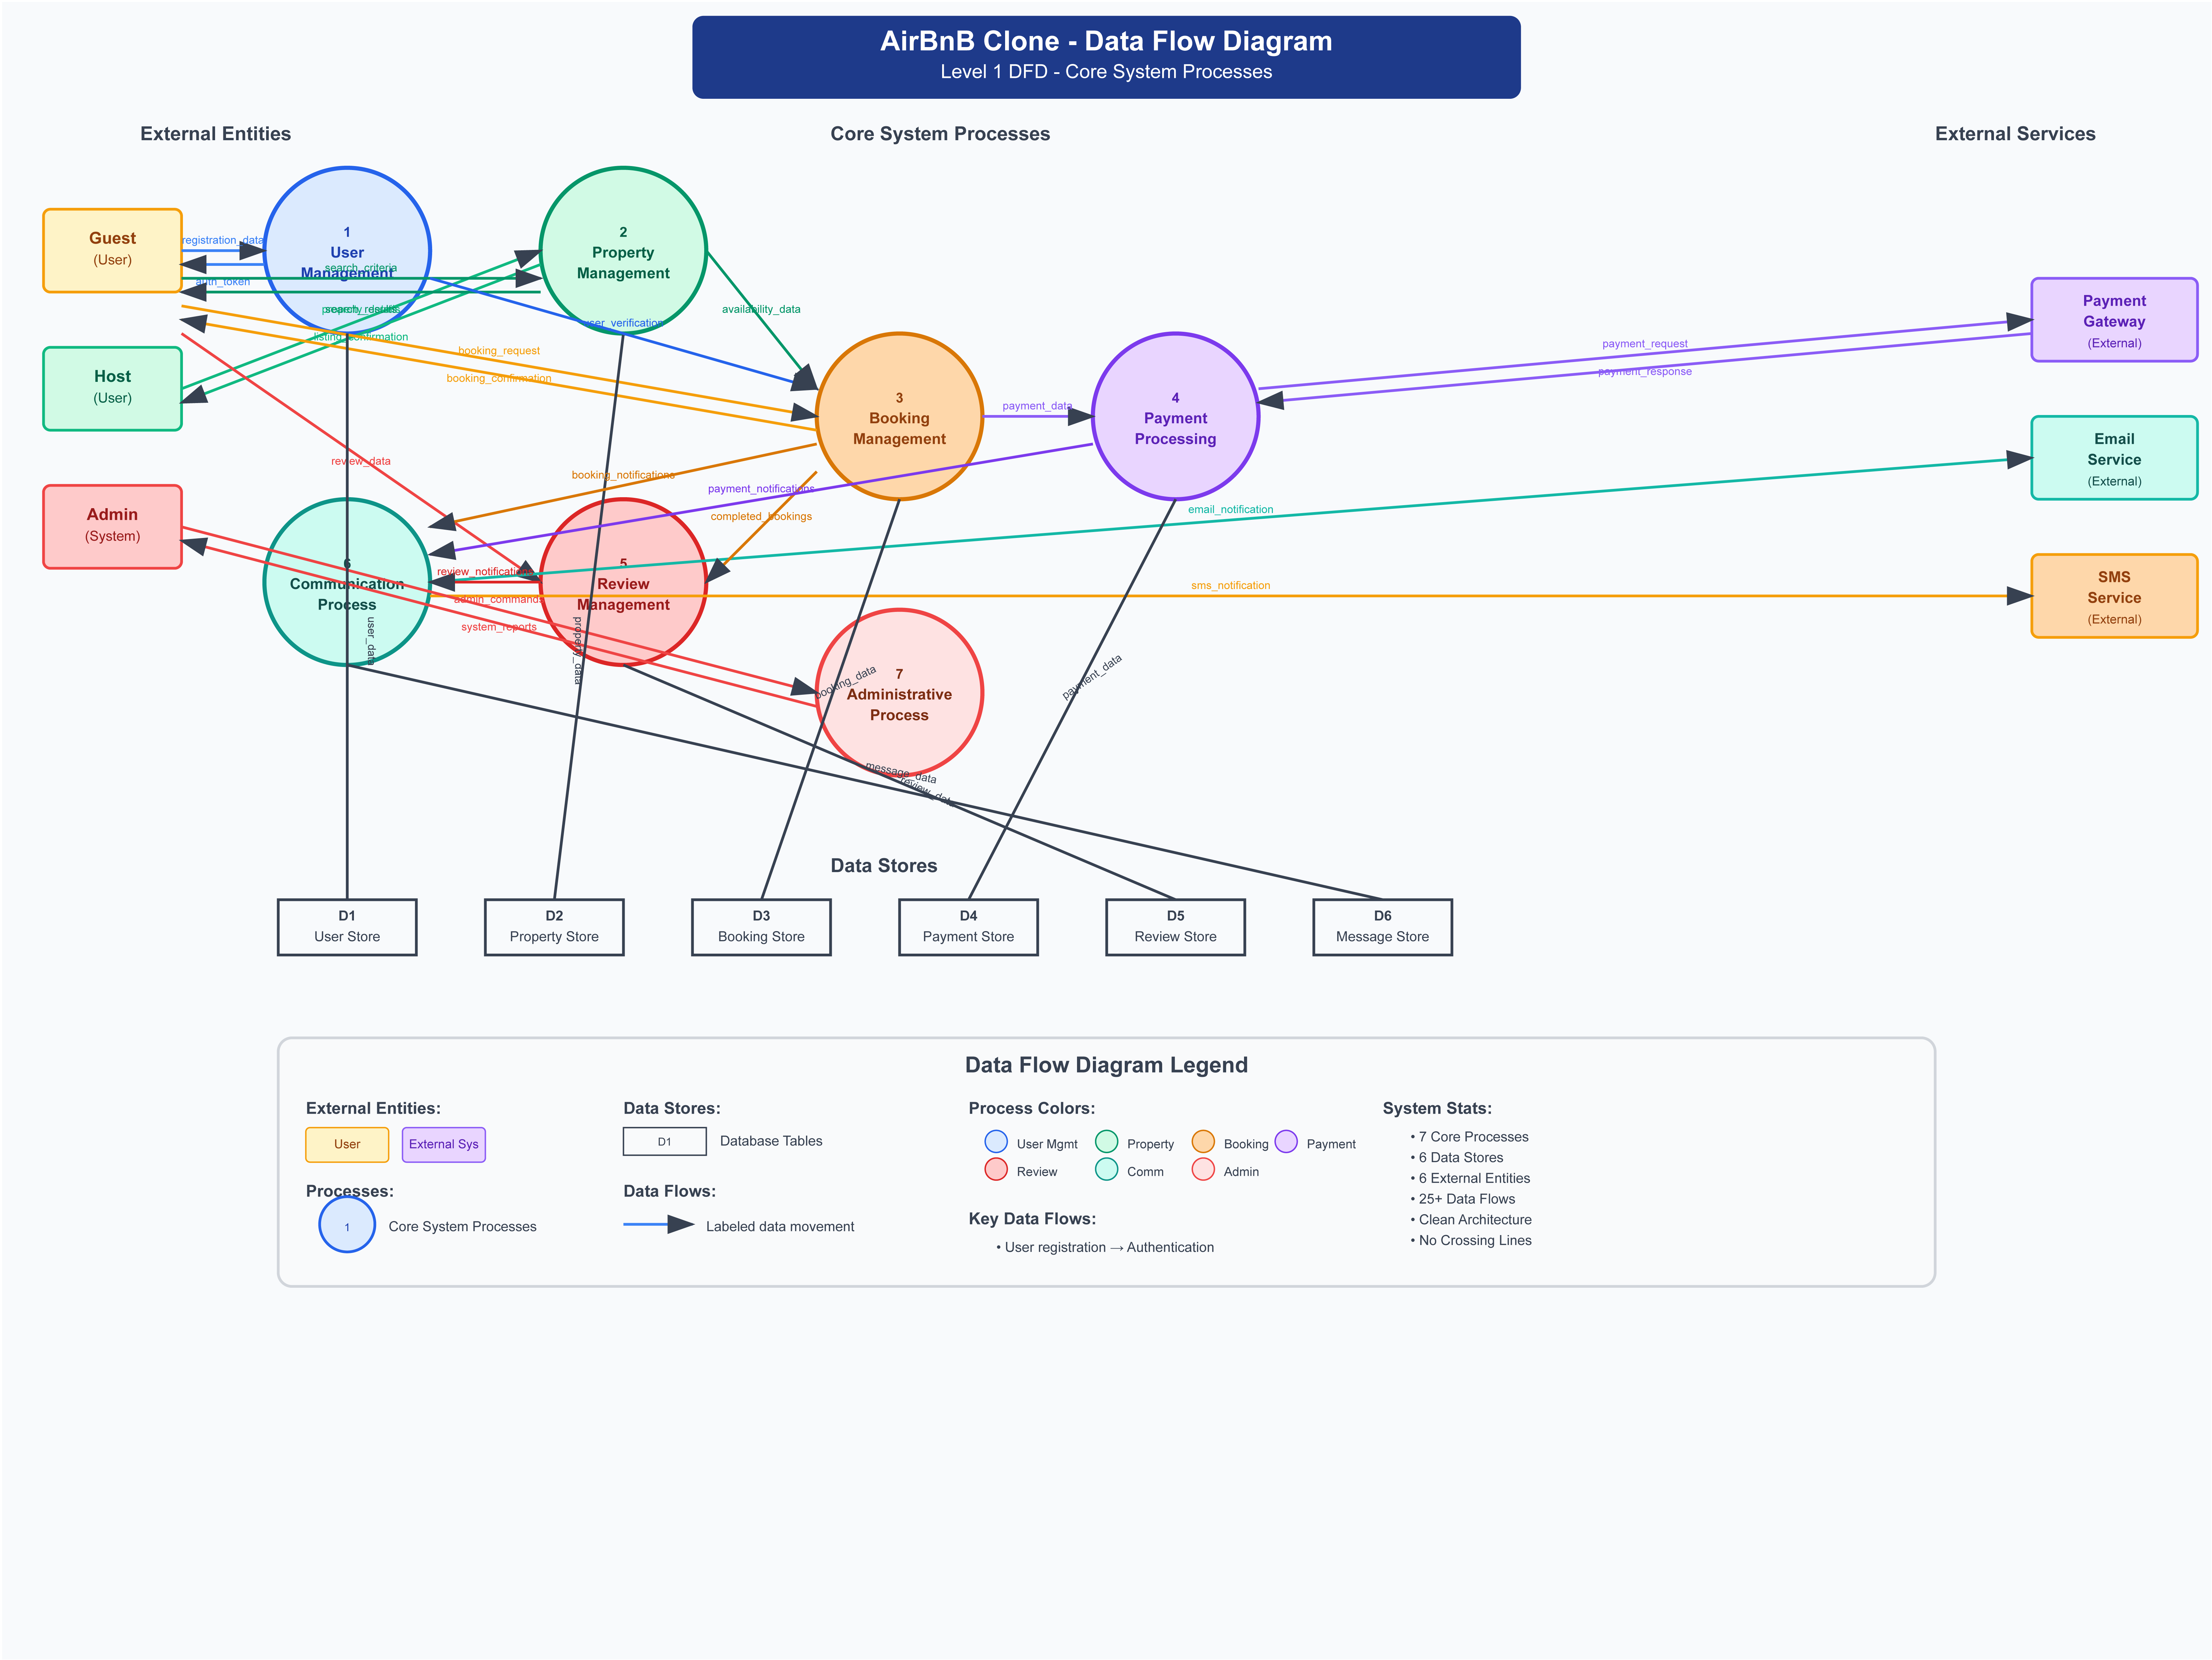 AirBnB Clone - Data Flow Diagram
Level 1 DFD - Core System Processes
External Entities
Core System Processes
External Services
Guest
(User)
Host
(User)
Admin
(System)
1
User
Management
2
Property
Management
3
Booking
Management
4
Payment
Processing
5
Review
Management
6
Communication
Process
7
Administrative
Process
Payment
Gateway
(External)
Email
Service
(External)
SMS
Service
(External)
registration_data
auth_token
search_criteria
search_results
listing_confirmation
user_verification
availability_data
booking_request
booking_confirmation
review_data
payment_data
payment_request
payment_response
booking_notifications
payment_notifications
completed_bookings
email_notification
review_notifications
sms_notification
admin_commands
system_reports
user_data
property_data
booking_data
payment_data
message_data
review_data
Data Stores
D1
User Store
D2
Property Store
D3
Booking Store
D4
Payment Store
D5
Review Store
D6
Message Store
Data Flow Diagram Legend
External Entities:
User
External Sys
Processes:
1
Core System Processes
Data Stores:
D1
Database Tables
Data Flows:
Labeled data movement
Process Colors:
User Mgmt
Property
Booking
Payment
Review
Comm
Admin
Key Data Flows:
• User registration → Authentication
System Stats:
• 7 Core Processes
• 6 Data Stores
• 6 External Entities
• 25+ Data Flows
• Clean Architecture
• No Crossing Lines